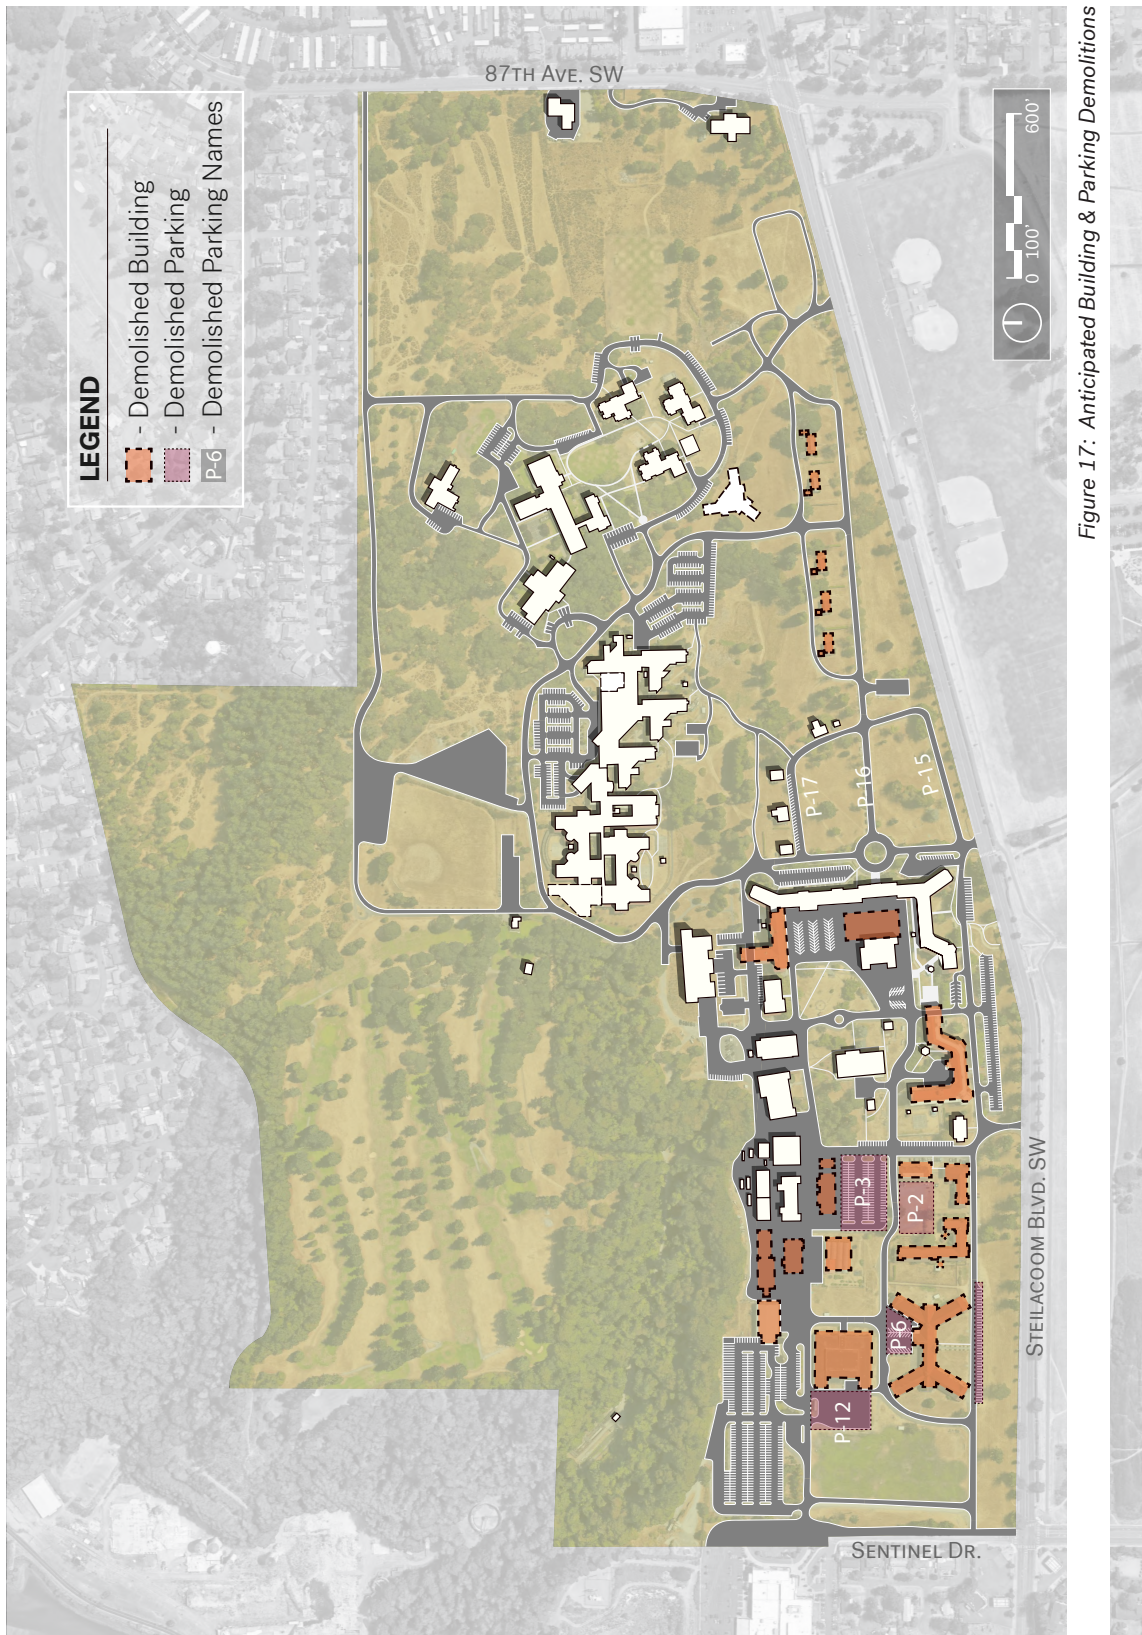 87TH AVE. SW
LEGEND
- Demolished Building
- Demolished Parking
P-6 - Demolished Parking Names
0 100' 600'
P-17
P-16
P-15
P-3
P-2
P-6
P-12
STEILACOOM BLVD. SW
SENTINEL DR.
Figure 17: Anticipated Building & Parking Demolitions